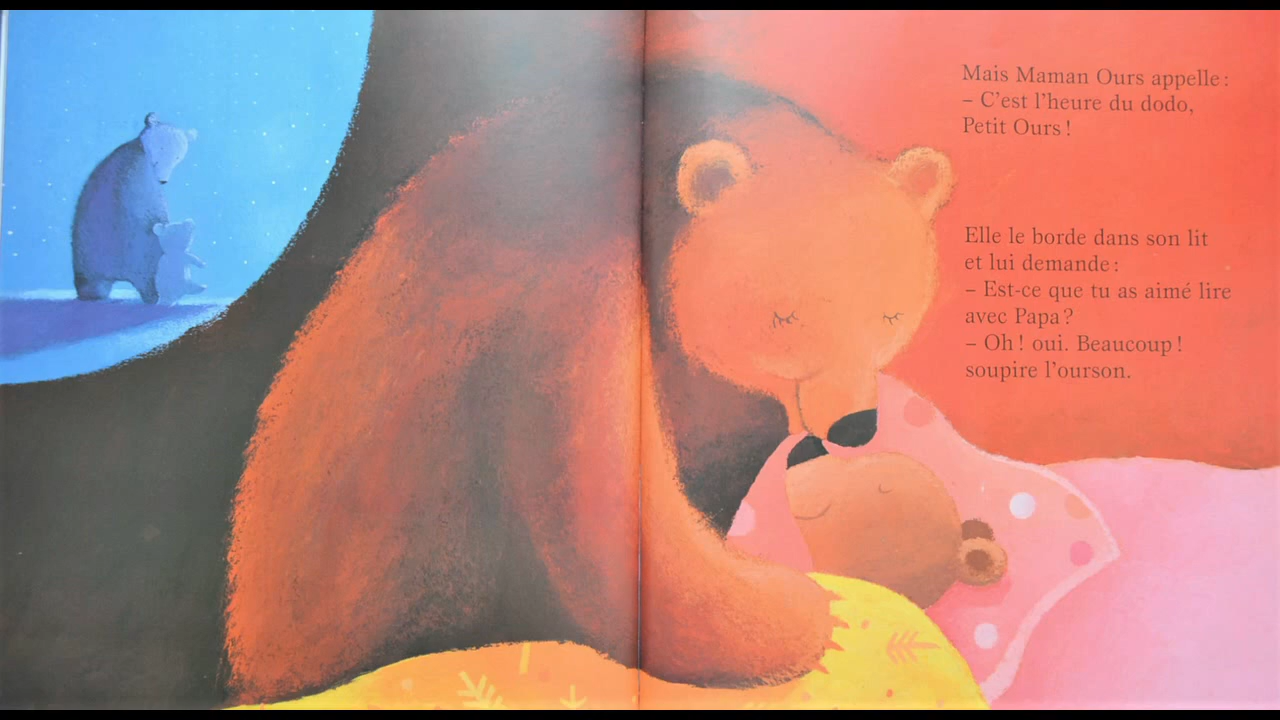 Mais Maman Ours appelle :
– C'est l'heure du dodo,
Petit Ours !
Elle le borde dans son lit
et lui demande :
– Est-ce que tu as aimé lire
avec Papa ?
– Oh ! oui. Beaucoup !
soupire l'ourson.